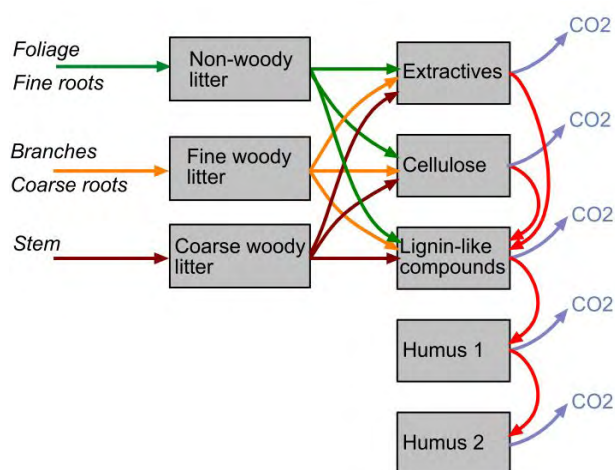 Foliage
Fine roots
Non-woody
litter
Extractives
CO2
Branches
Coarse roots
Fine woody
litter
Cellulose
CO2
Stem
Coarse woody
litter
Lignin-like
compounds
CO2
Humus 1
CO2
Humus 2
CO2